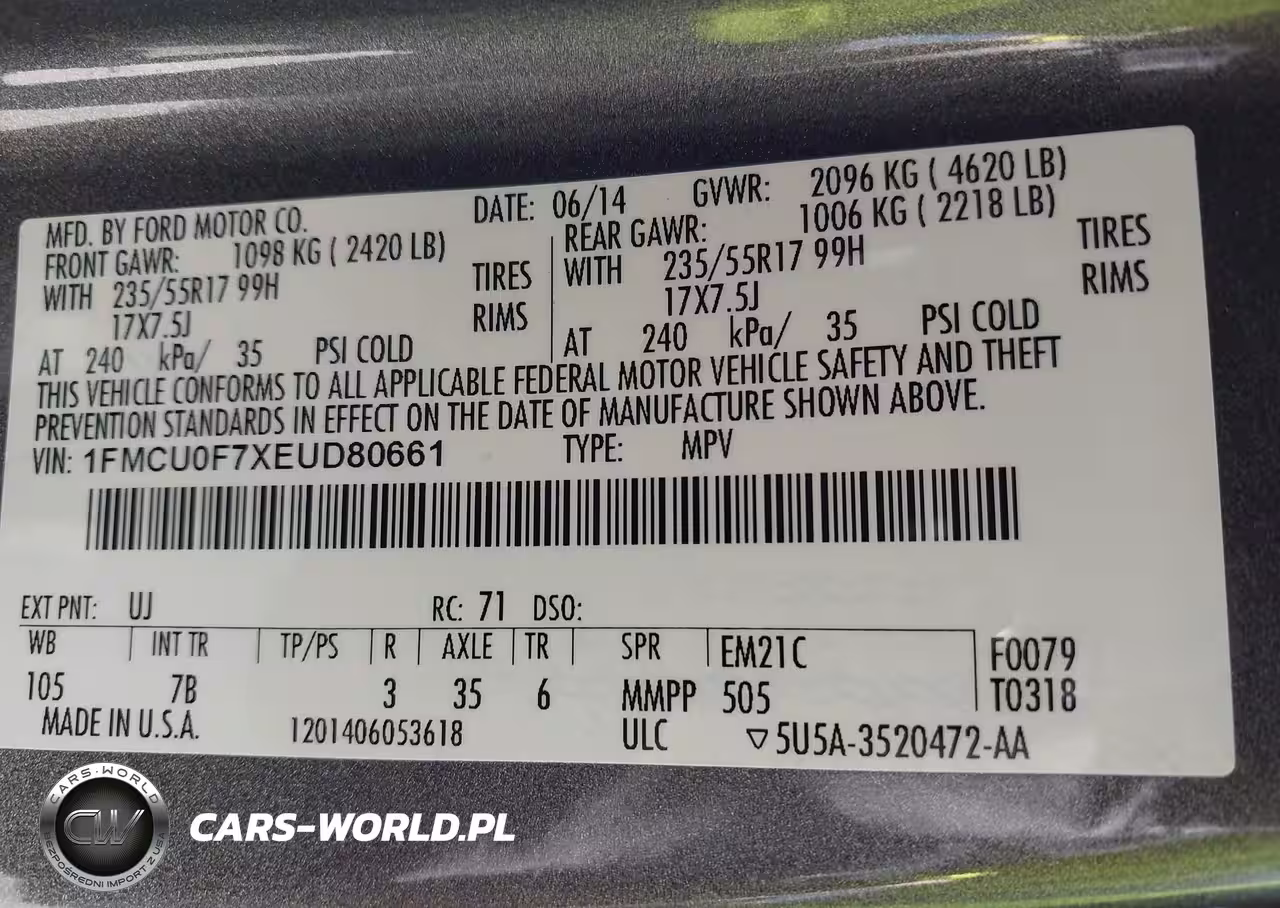 MFD. BY FORD MOTOR CO. DATE: 06/14 GVWR: 2096 KG ( 4620 LB)
FRONT GAWR: 1098 KG ( 2420 LB) REAR GAWR: 1006 KG ( 2218 LB)
WITH 235/55R17 99H TIRES WITH 235/55R17 99H TIRES
17X7.5J RIMS 17X7.5J RIMS
AT 240 kPa/ 35 PSI COLD AT 240 kPa/ 35 PSI COLD
THIS VEHICLE CONFORMS TO ALL APPLICABLE FEDERAL MOTOR VEHICLE SAFETY AND THEFT
PREVENTION STANDARDS IN EFFECT ON THE DATE OF MANUFACTURE SHOWN ABOVE.
VIN: 1FMCU0F7XEUD80661 TYPE: MPV
EXT PNT: UJ RC: 71 DSO:
WB INT TR TP/PS R AXLE TR SPR EM21C F0079
105 7B 3 35 6 MMPP 505 T0318
MADE IN U.S.A. 1201406053618 ULC ▽5U5A-3520472-AA
CARS-WORLD
CW
BEZPOŚREDNI IMPORT Z USA
CARS-WORLD.PL